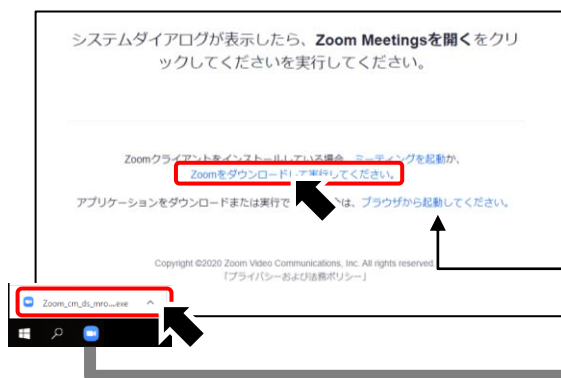 システムダイアログが表示したら、Zoom Meetingsを開くをクリ
ックしてくださいを実行してください。
Zoomクライアントをインストールしている場合、ミーティングを起動か、
Zoomをダウンロードして実行してください。
アプリケーションをダウンロードまたは実行で は、ブラウザから起動してください。
Copyright ©2020 Zoom Video Communications, Inc. All rights reserved.
「プライバシーおよび法務ポリシー」
Zoom_cm_ds_mro....exe